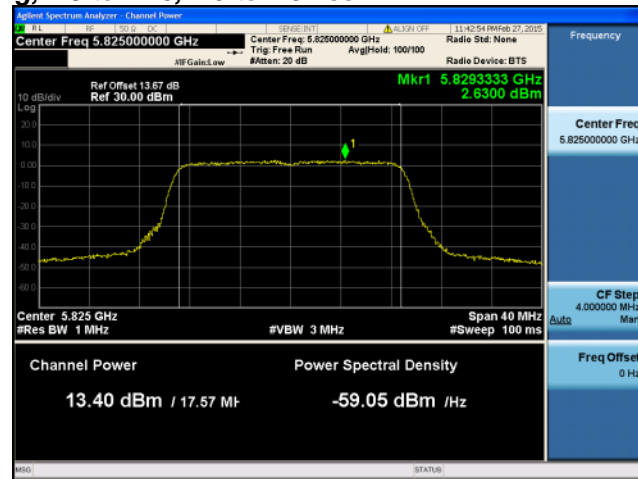 Agilent Spectrum Analyzer - Channel Power
RL RF 50 Ω DC SENSE:INT ALIGN OFF 11:42:54 PM Feb 27, 2015
Center Freq 5.825000000 GHz
Center Freq: 5.825000000 GHz
Radio Std: None
Trig: Free Run Avg|Hold: 100/100
#IFGain:Low #Atten: 20 dB Radio Device: BTS
Frequency
Mkr1 5.8293333 GHz
2.6300 dBm
Ref Offset 13.67 dB
10 dB/div Ref 30.00 dBm
Log
20.0
10.0
0.00
-10.0
-20.0
-30.0
-40.0
-50.0
-60.0
1
Center 5.825 GHz Span 40 MHz
#Res BW 1 MHz #VBW 3 MHz #Sweep 100 ms
Channel Power Power Spectral Density
13.40 dBm / 17.57 MH -59.05 dBm /Hz
MSG STATUS
Center Freq
5.825000000 GHz
CF Step
4.000000 MHz
Auto Man
Freq Offset
0 Hz